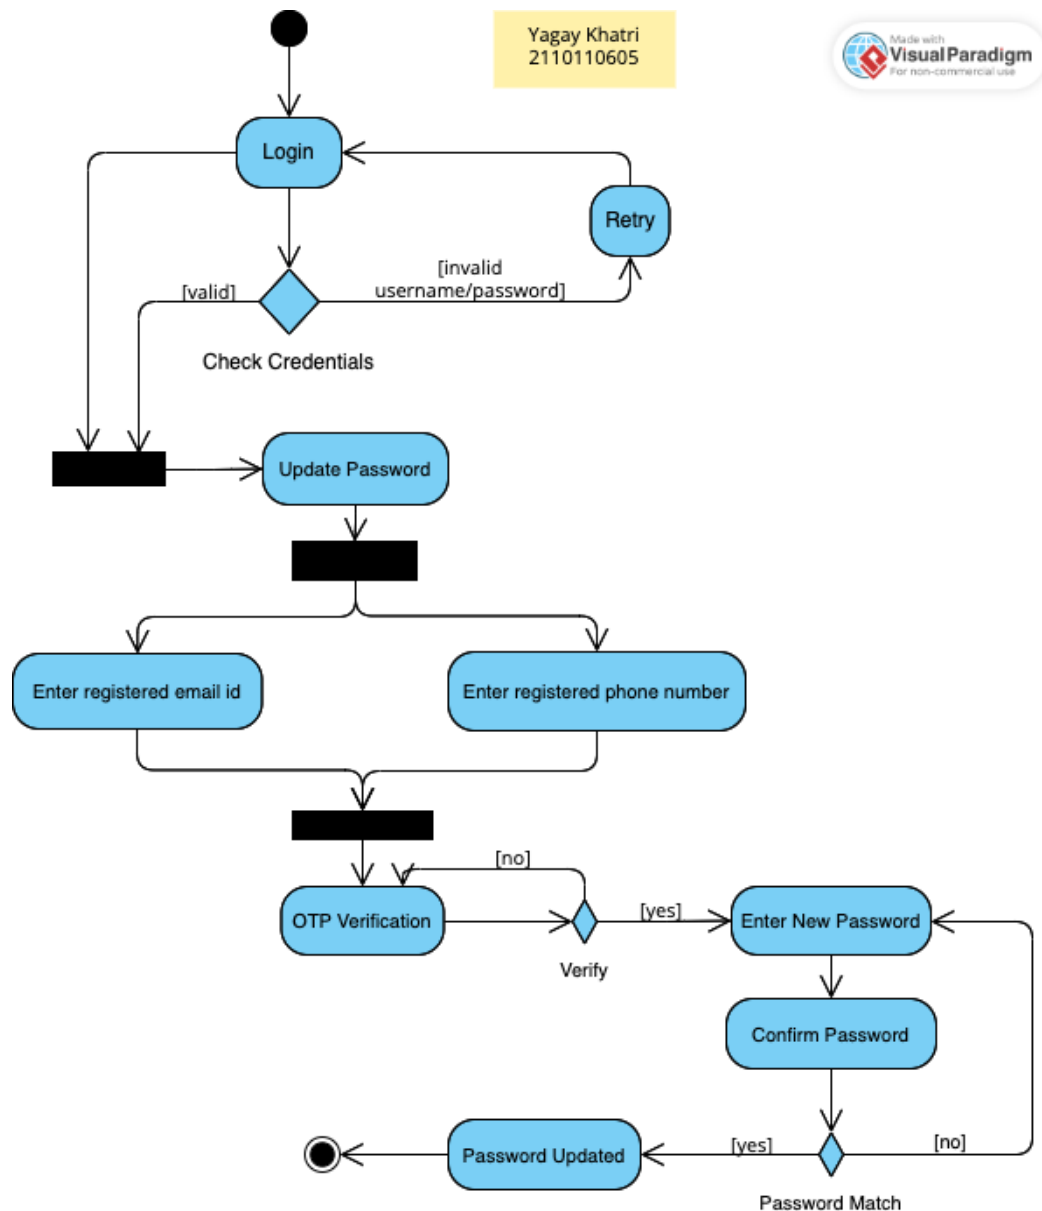 Yagay Khatri
2110110605
Made with
Visual Paradigm
For non-commercial use
Login
Retry
[invalid
username/password]
[valid]
Check Credentials
Update Password
Enter registered email id
Enter registered phone number
[no]
OTP Verification
[yes]
Enter New Password
Verify
Confirm Password
Password Updated
[yes]
[no]
Password Match